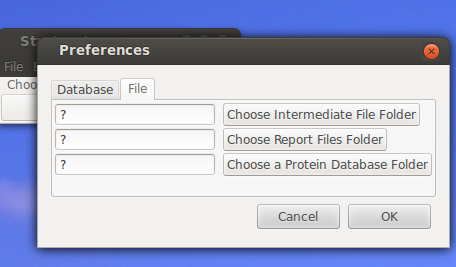 Preferences
File
Choo
Database File
? Choose Intermediate File Folder
? Choose Report Files Folder
? Choose a Protein Database Folder
Cancel OK